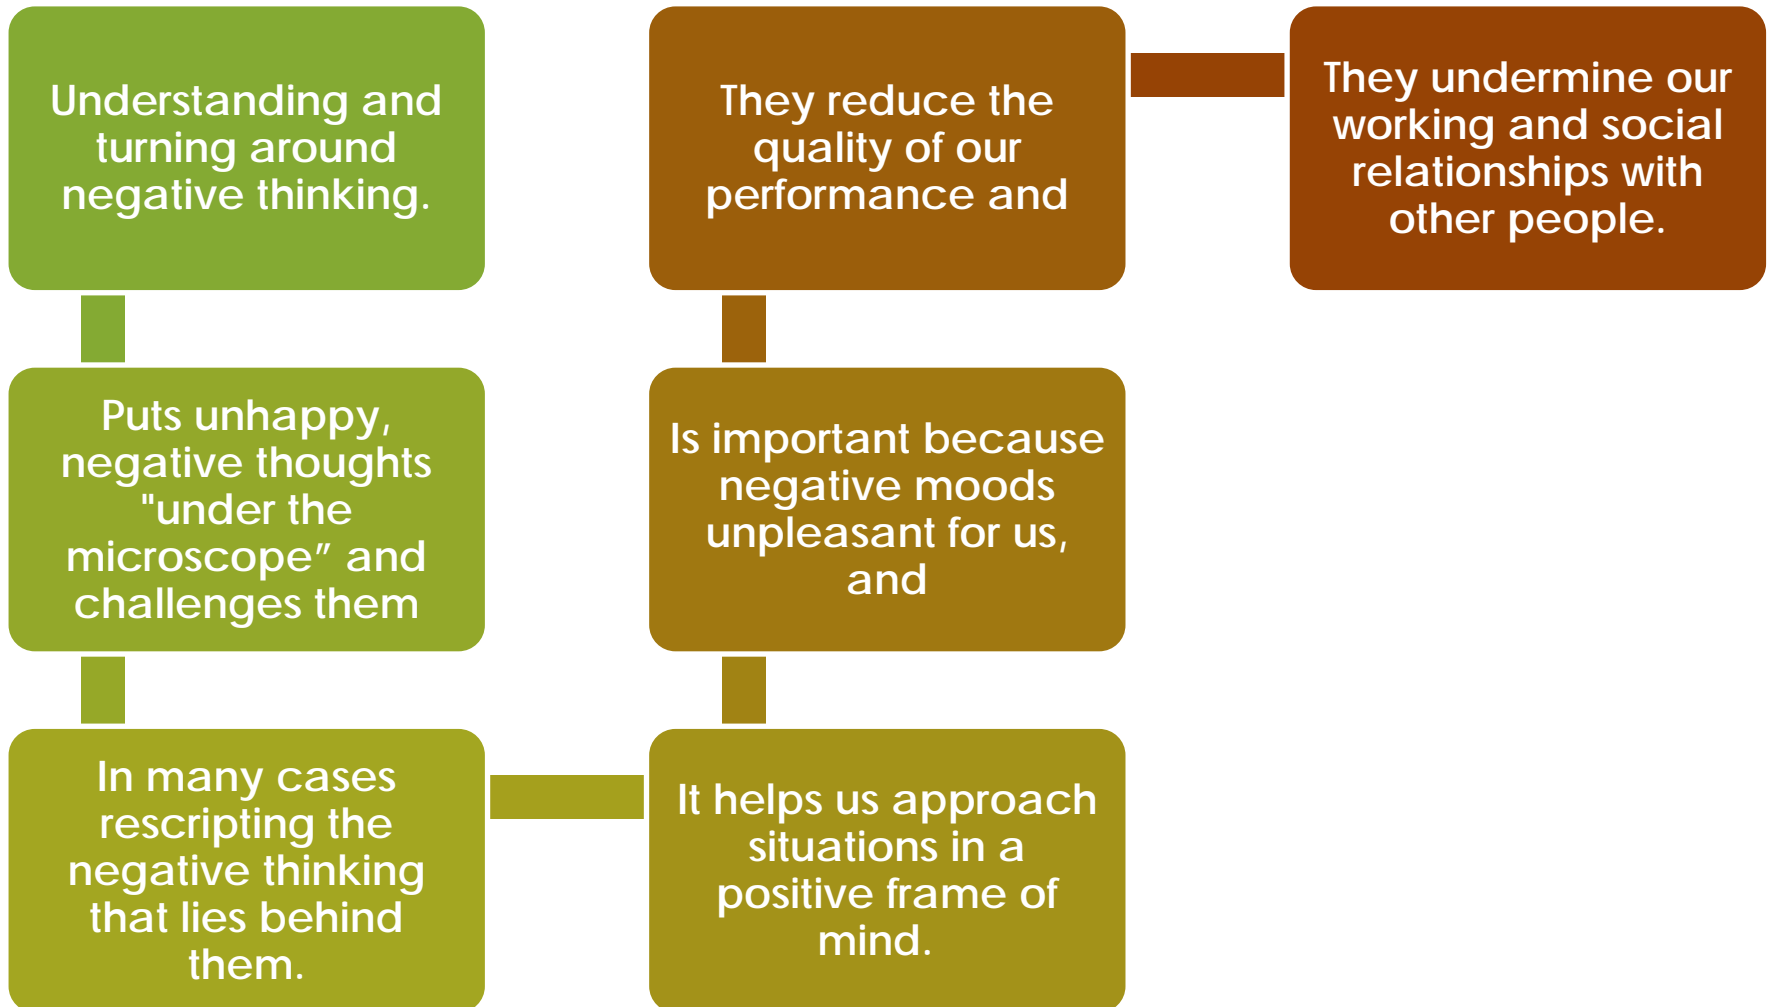 Understanding and
turning around
negative thinking.
Puts unhappy,
negative thoughts
"under the
microscope” and
challenges them
In many cases
rescripting the
negative thinking
that lies behind
them.
It helps us approach
situations in a
positive frame of
mind.
Is important because
negative moods
unpleasant for us,
and
They reduce the
quality of our
performance and
They undermine our
working and social
relationships with
other people.